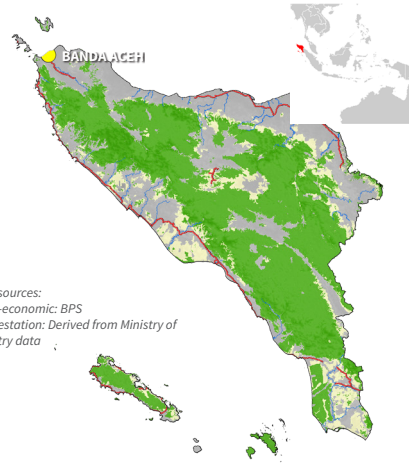 BANDA ACEH
sources:
-economic: BPS
estation: Derived from Ministry of
try data